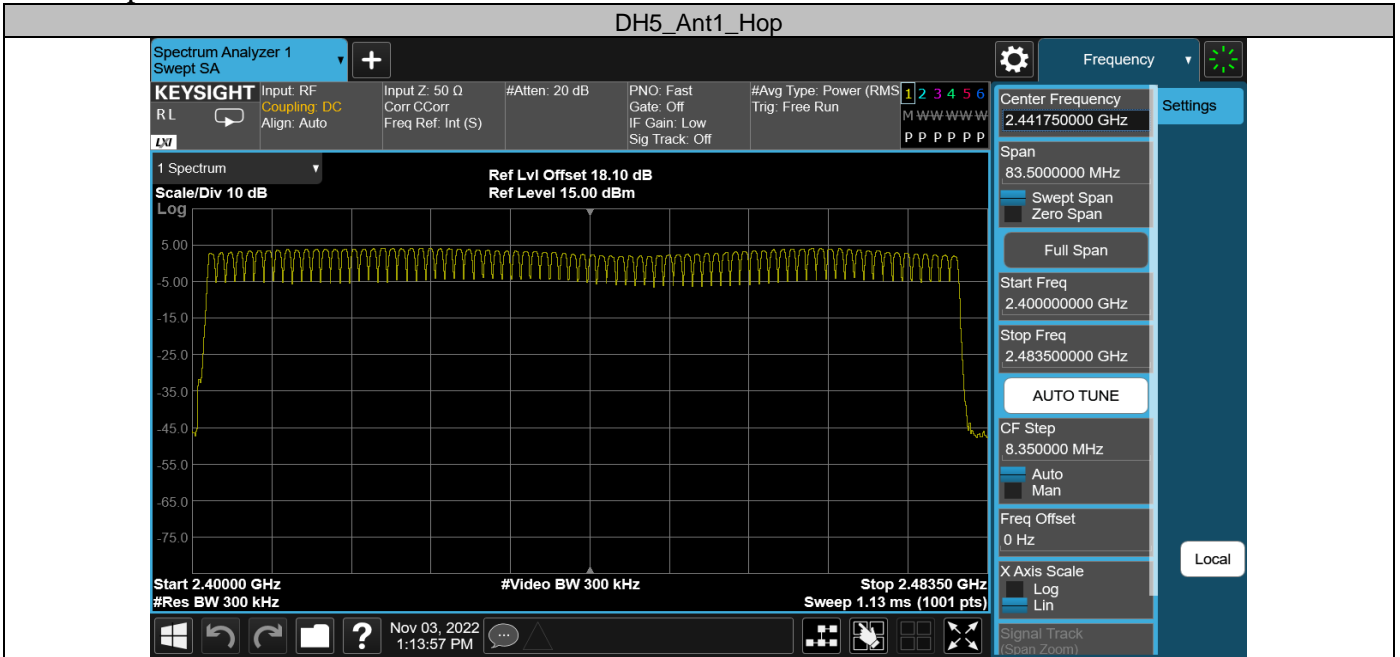 DH5_Ant1_Hop
Spectrum Analyzer 1
Swept SA
Frequency
KEYSIGHT
R L
LXI
Input: RF
Coupling: DC
Align: Auto
Input Z: 50 Ω
Corr CCorr
Freq Ref: Int (S)
#Atten: 20 dB
PNO: Fast
Gate: Off
IF Gain: Low
Sig Track: Off
#Avg Type: Power (RMS
Trig: Free Run
1 2 3 4 5 6
M W W W W W
P P P P P P
Center Frequency
2.441750000 GHz
Settings
1 Spectrum
Scale/Div 10 dB
Ref Lvl Offset 18.10 dB
Ref Level 15.00 dBm
Log
5.00
-5.00
-15.0
-25.0
-35.0
-45.0
-55.0
-65.0
-75.0
Start 2.40000 GHz
#Res BW 300 kHz
#Video BW 300 kHz
Stop 2.48350 GHz
Sweep 1.13 ms (1001 pts)
Span
83.5000000 MHz
Swept Span
Zero Span
Full Span
Start Freq
2.400000000 GHz
Stop Freq
2.483500000 GHz
AUTO TUNE
CF Step
8.350000 MHz
Auto
Man
Freq Offset
0 Hz
X Axis Scale
Log
Lin
Signal Track
(Span Zoom)
Local
?
Nov 03, 2022
1:13:57 PM